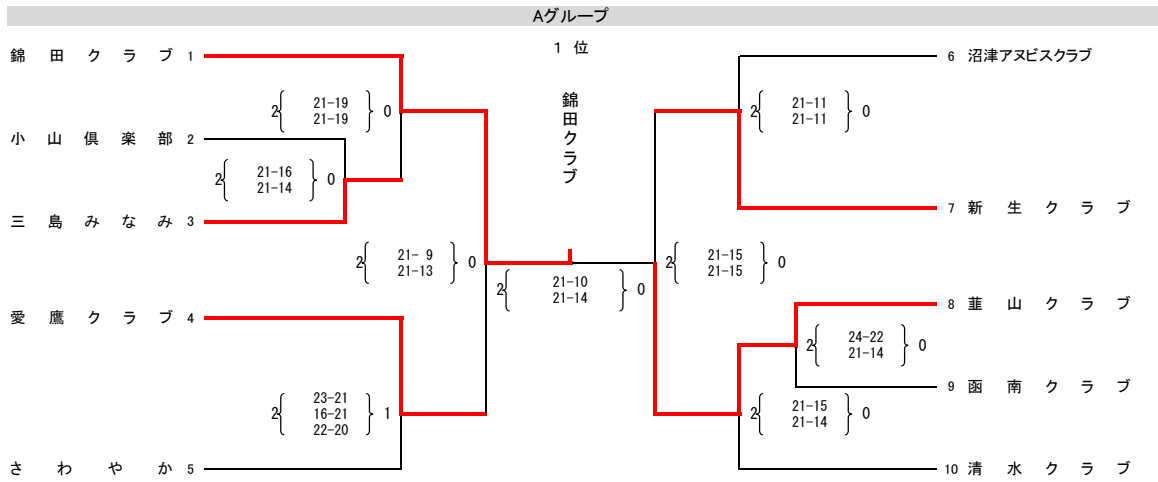 Aグループ
1 位
錦田クラブ
錦田クラブ 1
小山倶楽部 2
三島みなみ 3
愛鷹クラブ 4
さわやか 5
6 沼津アヌビスクラブ
7 新生クラブ
8 韮山クラブ
9 函南クラブ
10 清水クラブ
2{ 21-19 } 0
21-19
2{ 21-16 } 0
21-14
2{ 21- 9 } 0
21-13
2{ 23-21 } 1
16-21
22-20
2{ 21-10 } 0
21-14
2{ 21-11 } 0
21-11
2{ 21-15 } 0
21-15
2{ 24-22 } 0
21-14
2{ 21-15 } 0
21-14